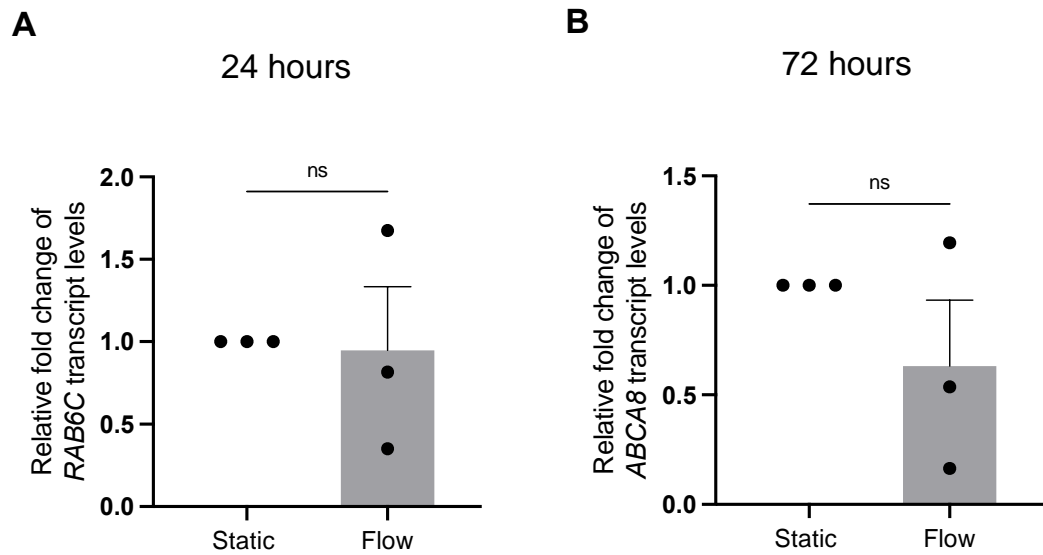 A
24 hours
Relative fold change of
RAB6C transcript levels
2.0
1.5
1.0
0.5
0.0
ns
Static
Flow
B
72 hours
Relative fold change of
ABCA8 transcript levels
1.5
1.0
0.5
0.0
ns
Static
Flow